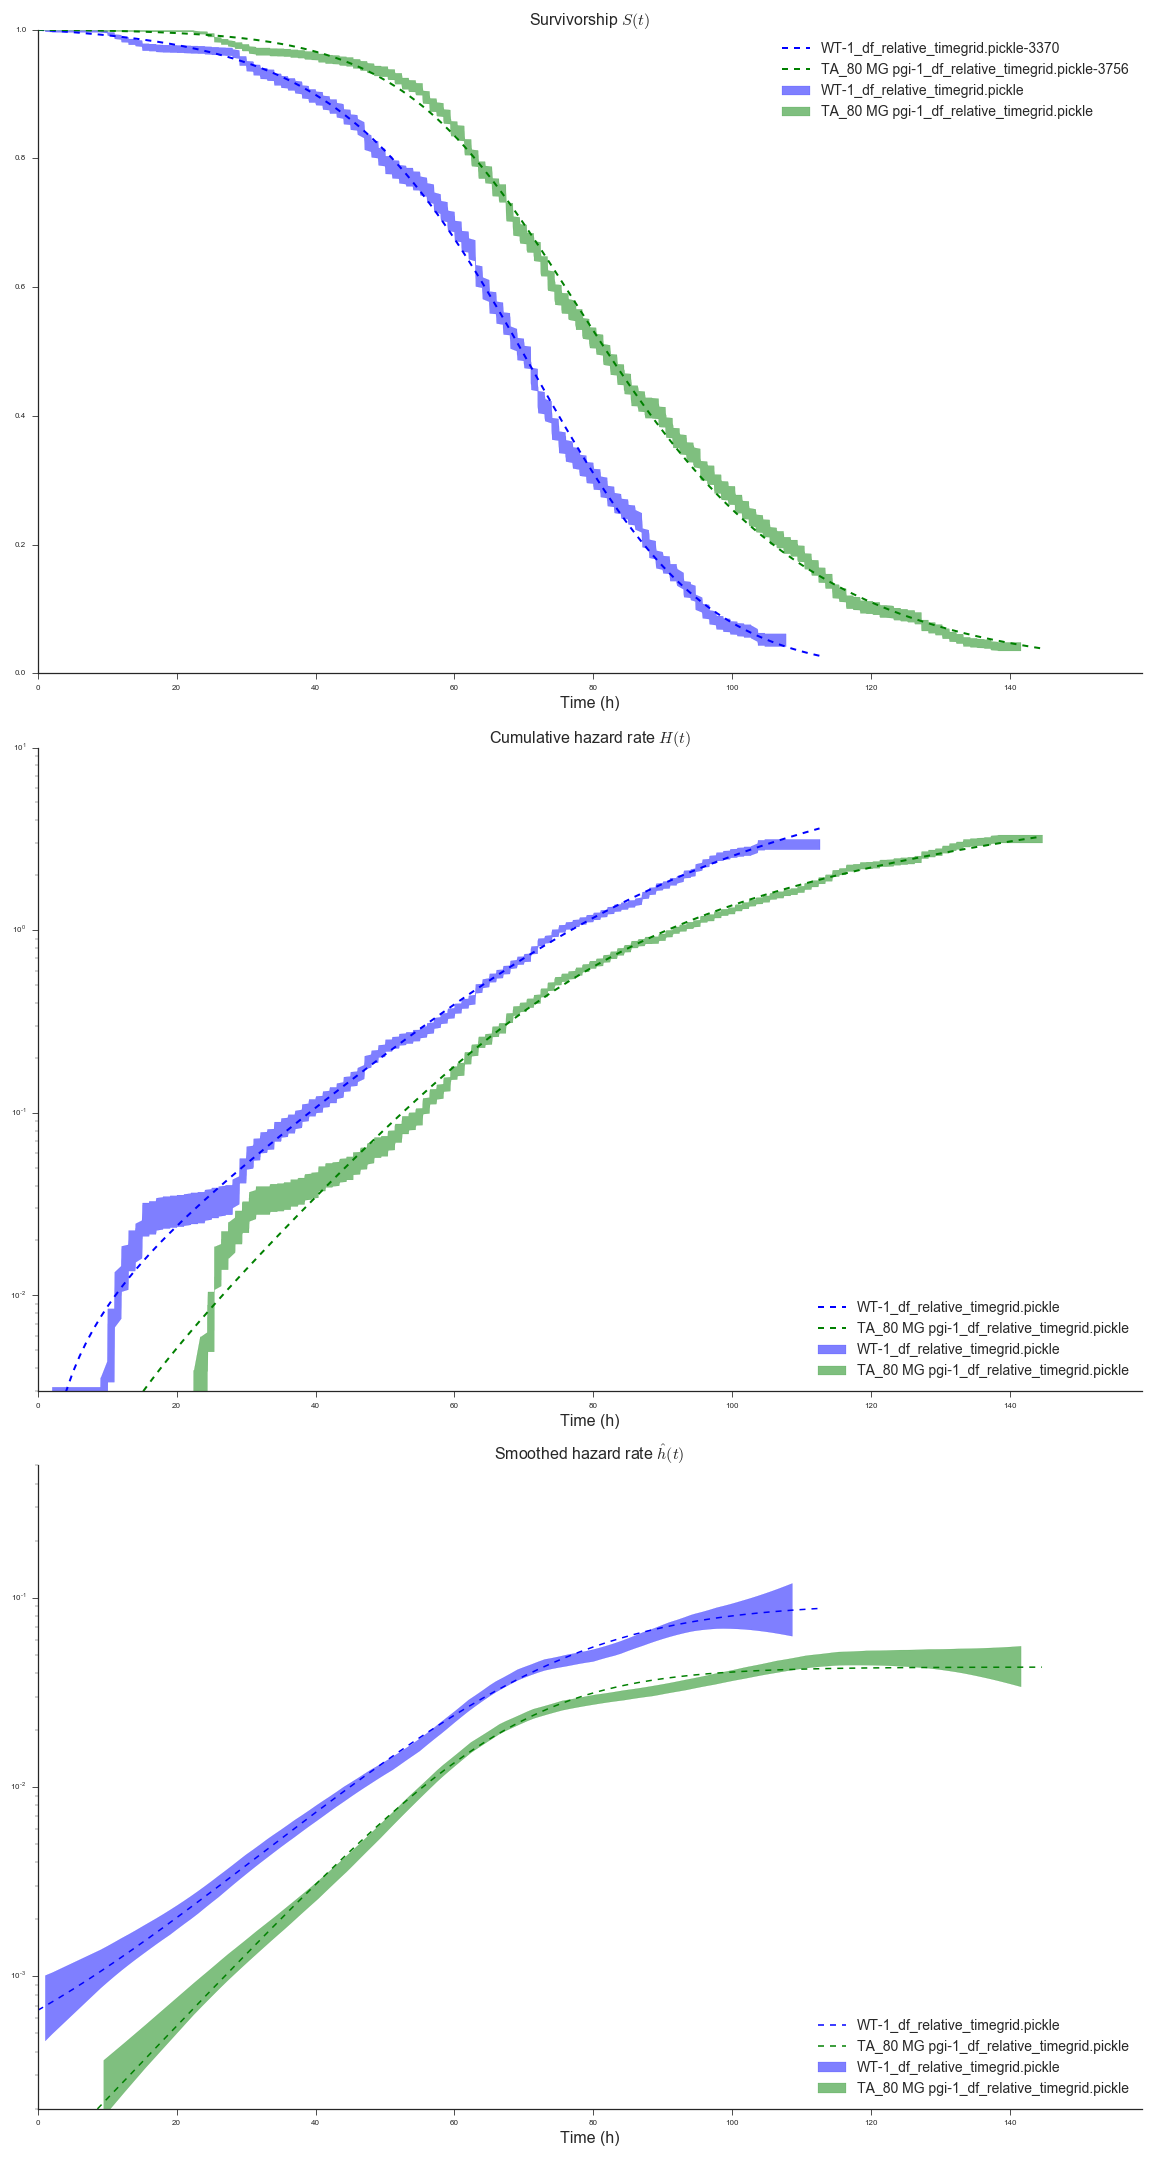 Survivorship S(t)
1.0
WT-1_df_relative_timegrid.pickle-3370
TA_80 MG pgi-1_df_relative_timegrid.pickle-3756
WT-1_df_relative_timegrid.pickle
TA_80 MG pgi-1_df_relative_timegrid.pickle
0.8
0.6
0.4
0.2
0.0
0 20 40 60 80 100 120 140
Time (h)
Cumulative hazard rate H(t)
10¹
10⁰
10⁻¹
10⁻²
WT-1_df_relative_timegrid.pickle
TA_80 MG pgi-1_df_relative_timegrid.pickle
WT-1_df_relative_timegrid.pickle
TA_80 MG pgi-1_df_relative_timegrid.pickle
0 20 40 60 80 100 120 140
Time (h)
Smoothed hazard rate ĥ(t)
10⁻¹
10⁻²
10⁻³
WT-1_df_relative_timegrid.pickle
TA_80 MG pgi-1_df_relative_timegrid.pickle
WT-1_df_relative_timegrid.pickle
TA_80 MG pgi-1_df_relative_timegrid.pickle
0 20 40 60 80 100 120 140
Time (h)